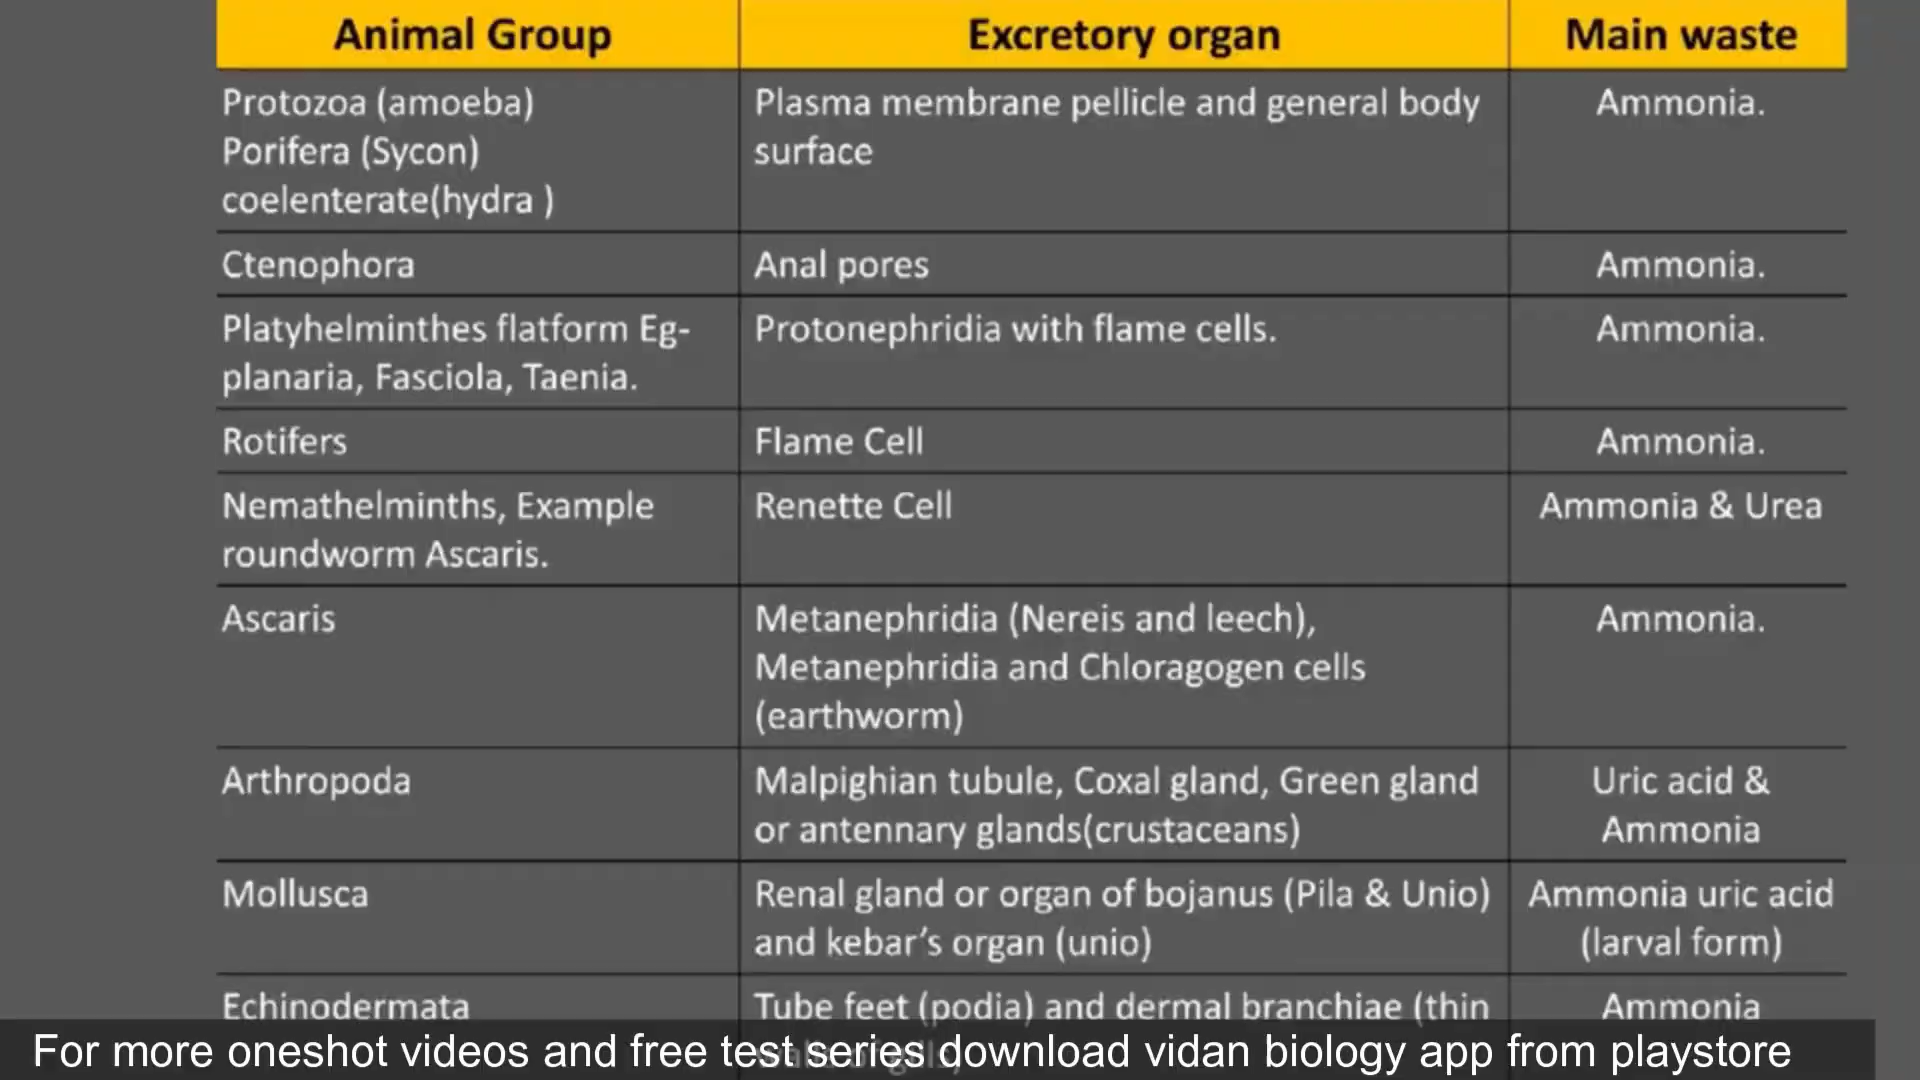 Animal Group
Excretory organ
Main waste
Protozoa (amoeba)
Porifera (Sycon)
coelenterate(hydra )
Plasma membrane pellicle and general body
surface
Ammonia.
Ctenophora
Anal pores
Ammonia.
Platyhelminthes flatform Eg-
planaria, Fasciola, Taenia.
Protonephridia with flame cells.
Ammonia.
Rotifers
Flame Cell
Ammonia.
Nemathelminths, Example
roundworm Ascaris.
Renette Cell
Ammonia & Urea
Ascaris
Metanephridia (Nereis and leech),
Metanephridia and Chloragogen cells
(earthworm)
Ammonia.
Arthropoda
Malpighian tubule, Coxal gland, Green gland
or antennary glands(crustaceans)
Uric acid &
Ammonia
Mollusca
Renal gland or organ of bojanus (Pila & Unio)
and kebar’s organ (unio)
Ammonia uric acid
(larval form)
Echinodermata
Tube feet (podia) and dermal branchiae (thin
Ammonia
For more oneshot videos and free test series download vidan biology app from playstore